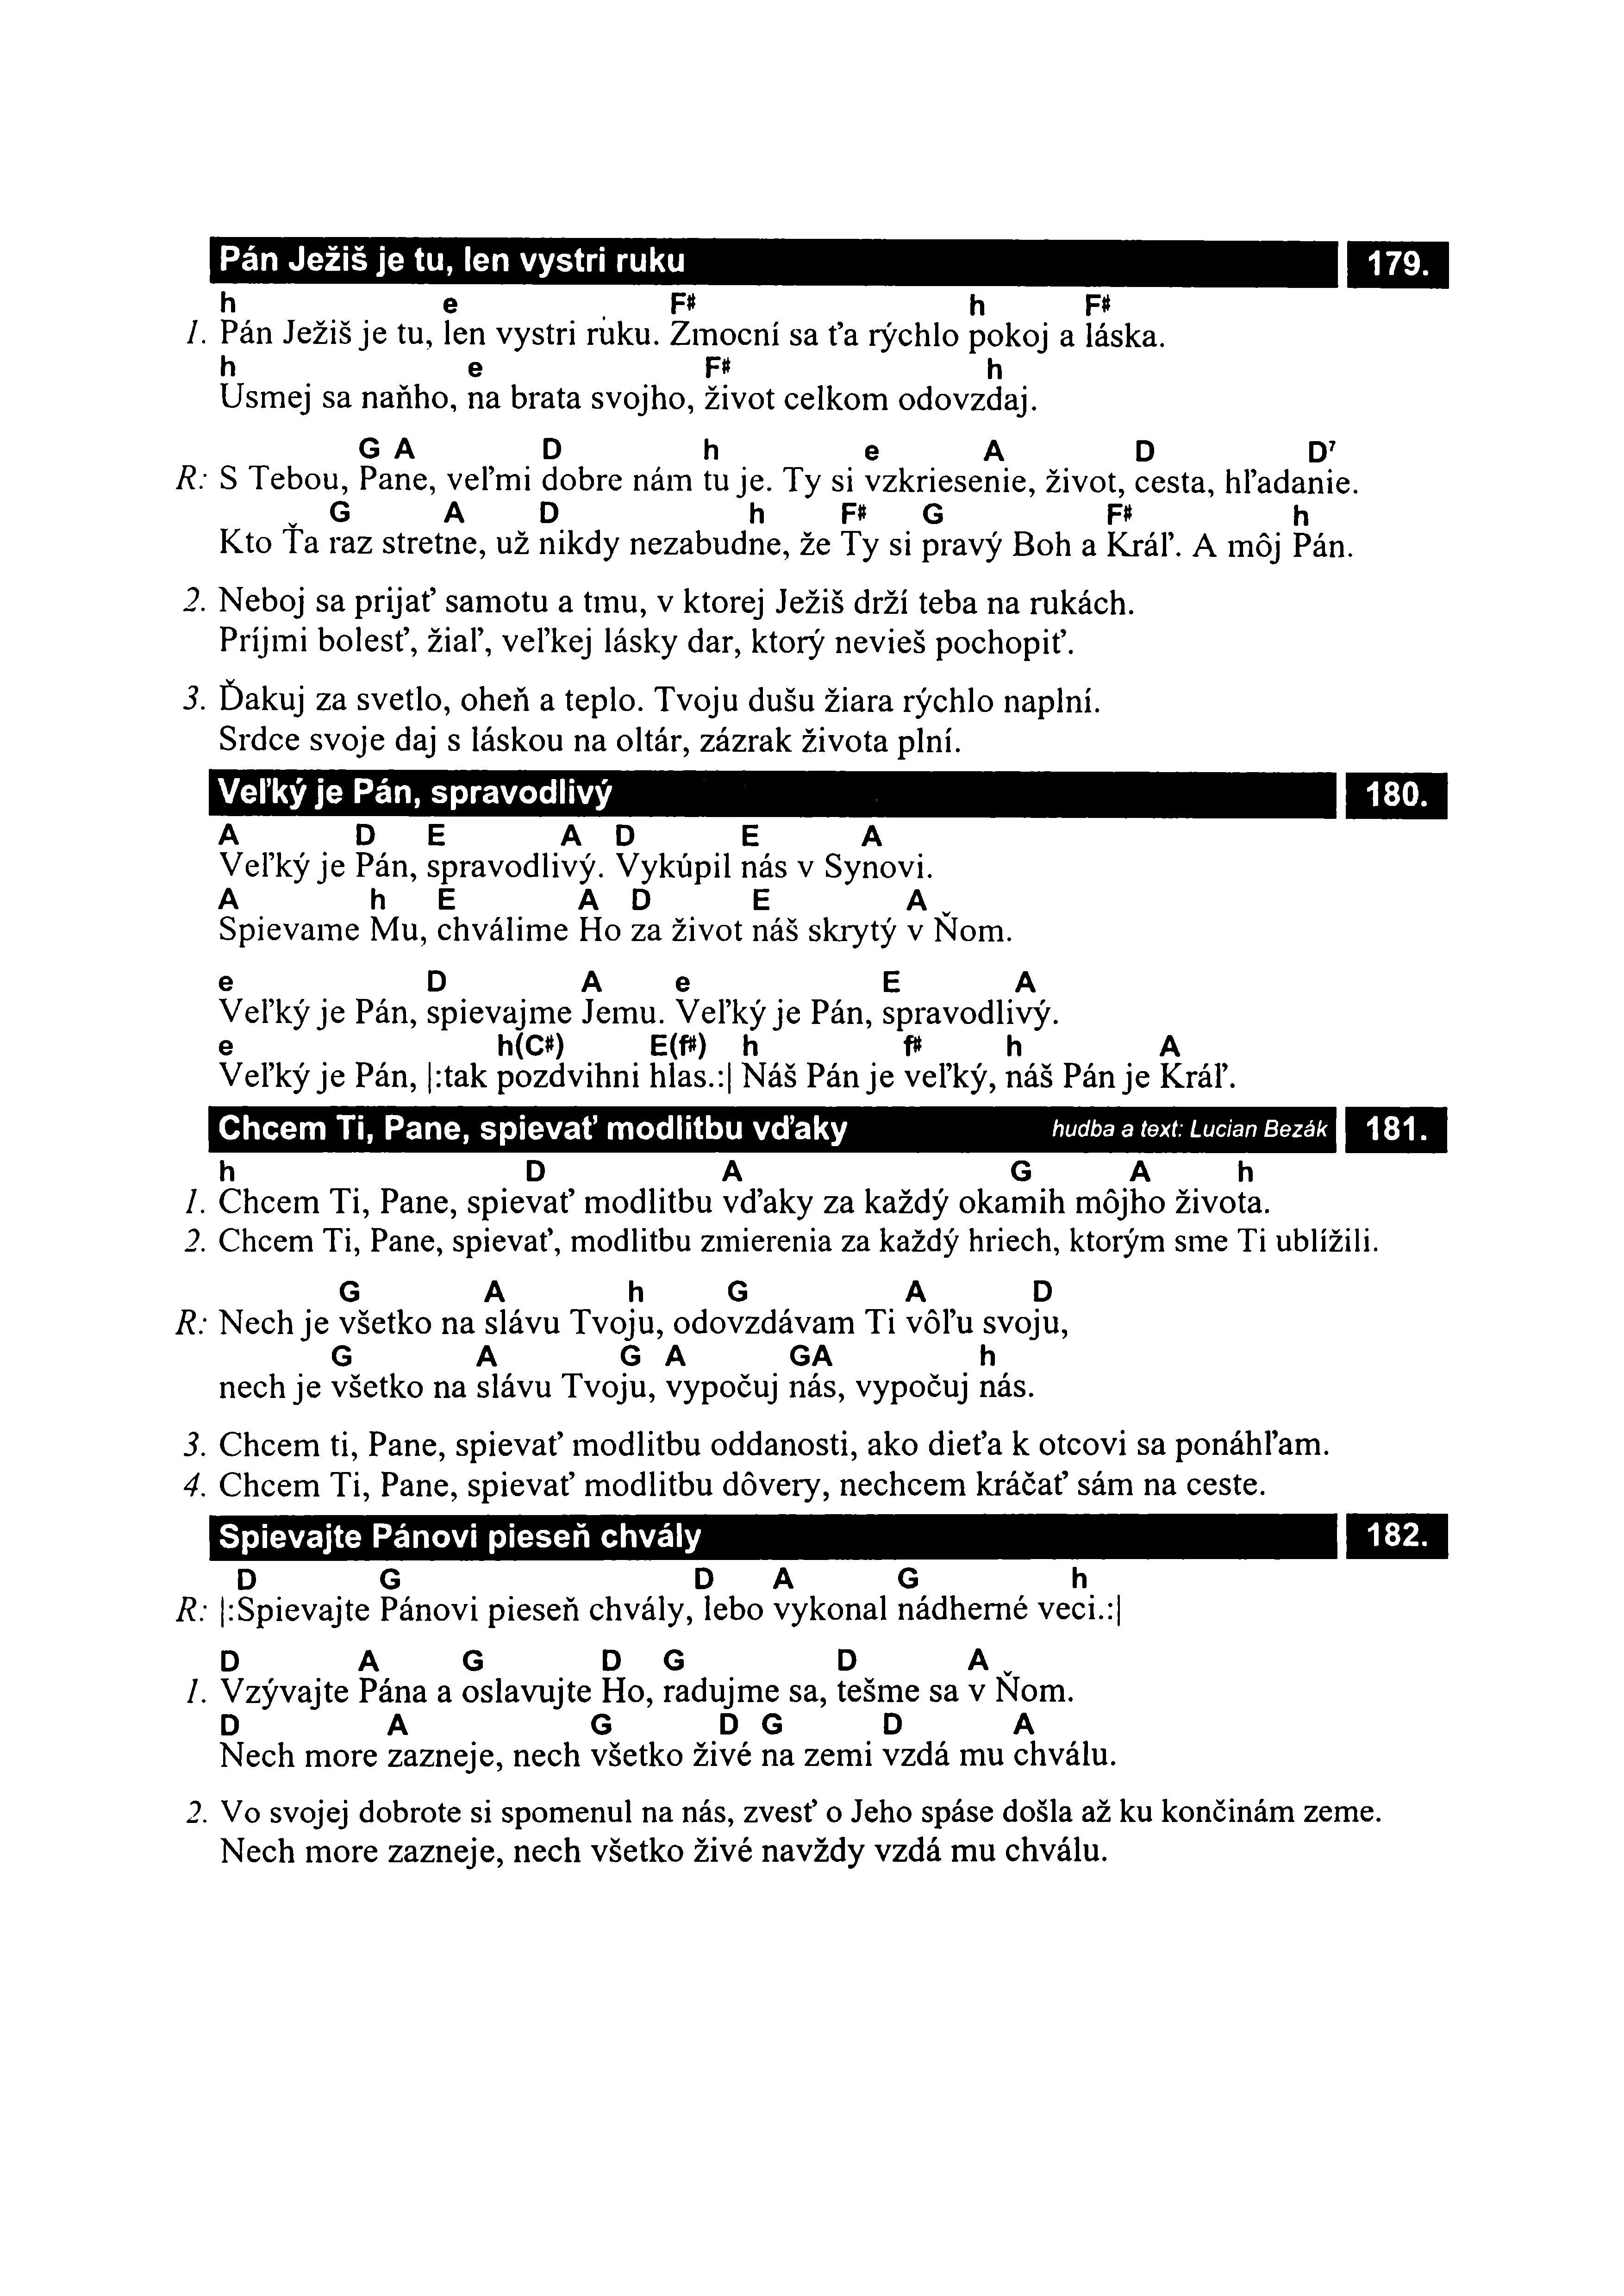 Pán Ježiš je tu, len vystri ruku 179.
h e F# h F#
1. Pán Ježiš je tu, len vystri ruku. Zmocní sa ťa rýchlo pokoj a láska.
h e F# h
Usmej sa naňho, na brata svojho, život celkom odovzdaj.
G A D h e A D D7
R: S Tebou, Pane, veľmi dobre nám tu je. Ty si vzkriesenie, život, cesta, hľadanie.
G A D h F# G F# h
Kto Ťa raz stretne, už nikdy nezabudne, že Ty si pravý Boh a Kráľ. A môj Pán.
2. Neboj sa prijať samotu a tmu, v ktorej Ježiš drží teba na rukách.
Príjmi bolesť, žiaľ, veľkej lásky dar, ktorý nevieš pochopiť.
3. Ďakuj za svetlo, oheň a teplo. Tvoju dušu žiara rýchlo naplní.
Srdce svoje daj s láskou na oltár, zázrak života plní.
Veľký je Pán, spravodlivý 180.
A D E A D E A
Veľký je Pán, spravodlivý. Vykúpil nás v Synovi.
A h E A D E A
Spievame Mu, chválime Ho za život náš skrytý v Ňom.
e D A e E A
Veľký je Pán, spievajme Jemu. Veľký je Pán, spravodlivý.
e h(C#) E(f#) h f# h A
Veľký je Pán, |:tak pozdvihni hlas.:| Náš Pán je veľký, náš Pán je Kráľ.
Chcem Ti, Pane, spievať modlitbu vďaky hudba a text: Lucian Bezák 181.
h D A G A h
1. Chcem Ti, Pane, spievať modlitbu vďaky za každý okamih môjho života.
2. Chcem Ti, Pane, spievať, modlitbu zmierenia za každý hriech, ktorým sme Ti ublížili.
G A h G A D
R: Nech je všetko na slávu Tvoju, odovzdávam Ti vôľu svoju,
G A G A GA h
nech je všetko na slávu Tvoju, vypočuj nás, vypočuj nás.
3. Chcem ti, Pane, spievať modlitbu oddanosti, ako dieťa k otcovi sa ponáhľam.
4. Chcem Ti, Pane, spievať modlitbu dôvery, nechcem kráčať sám na ceste.
Spievajte Pánovi pieseň chvály 182.
D G D A G h
R: |:Spievajte Pánovi pieseň chvály, lebo vykonal nádherné veci.:|
D A G D G D A
1. Vzývajte Pána a oslavujte Ho, radujme sa, tešme sa v Ňom.
D A G D G D A
Nech more zazneje, nech všetko živé na zemi vzdá mu chválu.
2. Vo svojej dobrote si spomenul na nás, zvesť o Jeho spáse došla až ku končinám zeme.
Nech more zazneje, nech všetko živé navždy vzdá mu chválu.